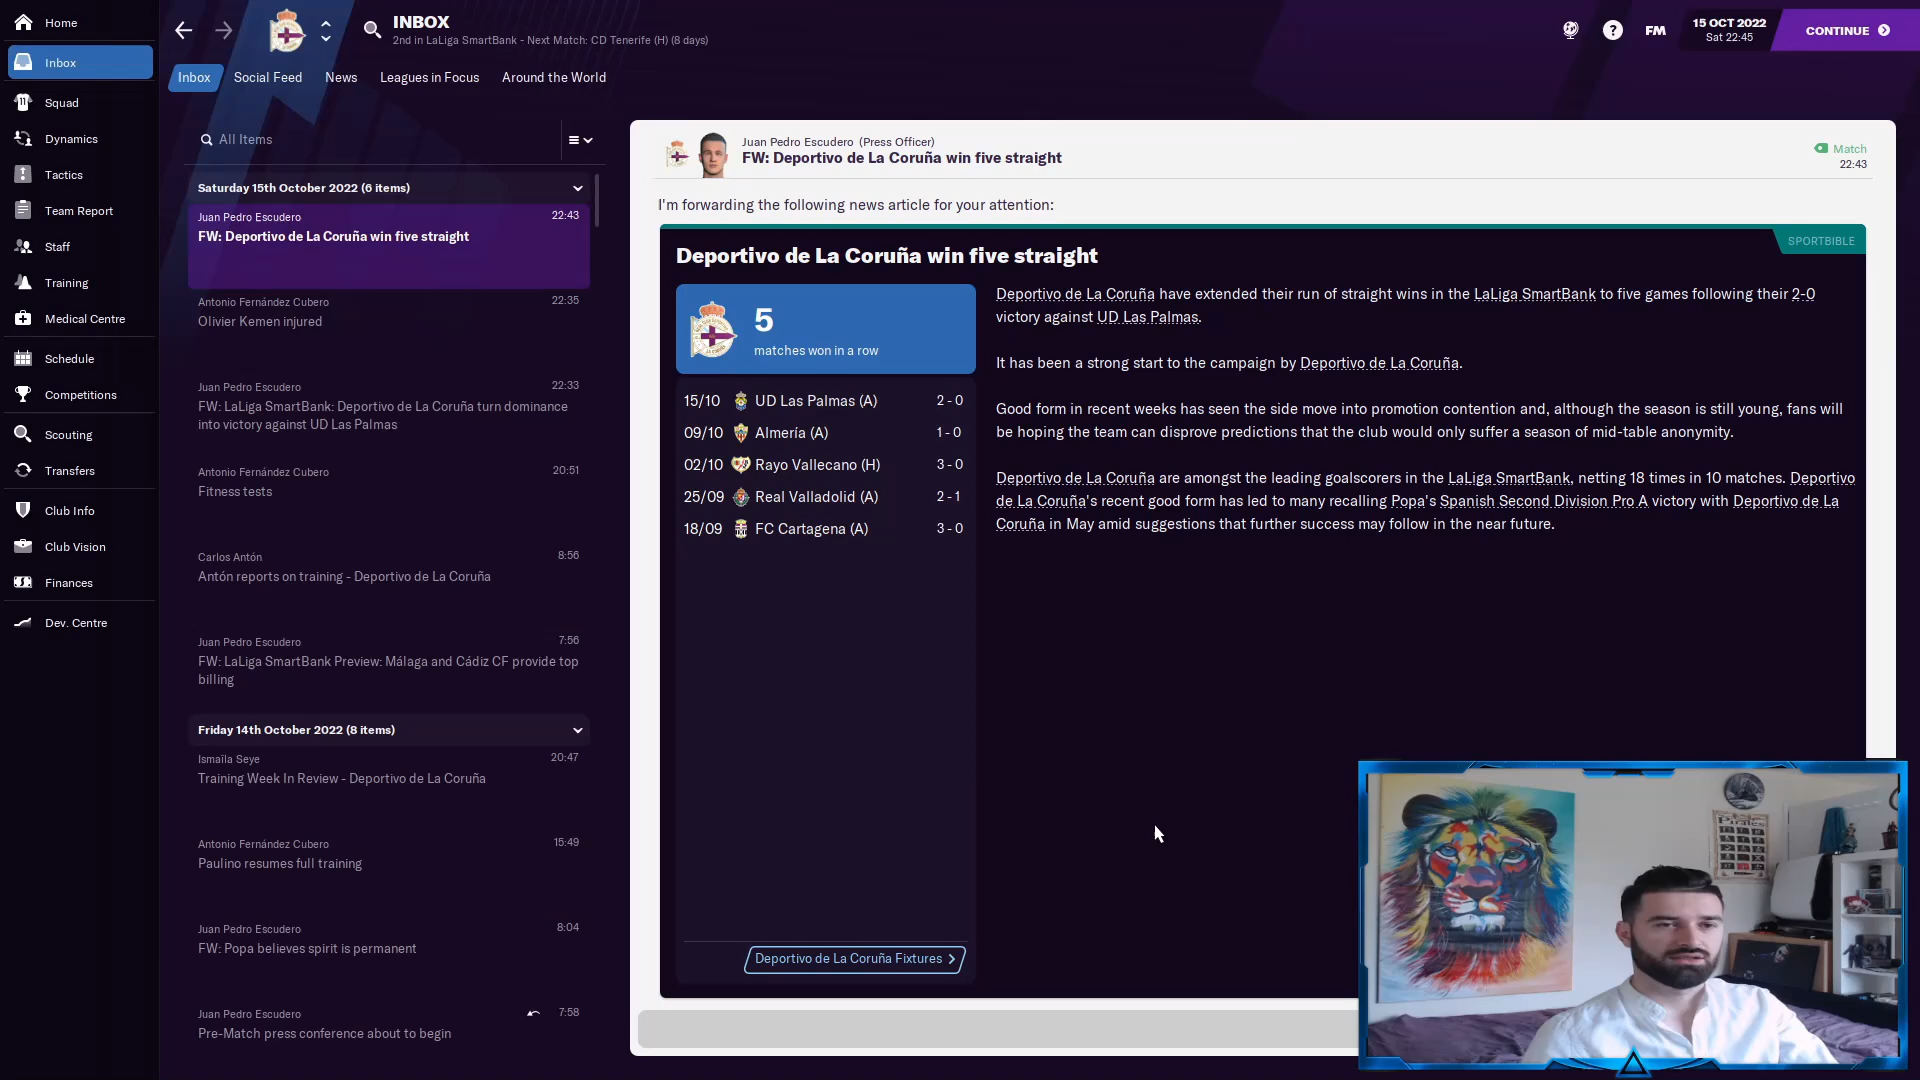 Home
Inbox
Squad
Dynamics
Tactics
Team Report
Staff
Training
Medical Centre
Schedule
Competitions
Scouting
Transfers
Club Info
Club Vision
Finances
Dev. Centre
INBOX
2nd in LaLiga SmartBank - Next Match: CD Tenerife (H) (8 days)
FM
15 OCT 2022
Sat 22:45
CONTINUE
Inbox
Social Feed
News
Leagues in Focus
Around the World
All Items
Saturday 15th October 2022 (6 items)
Juan Pedro Escudero 22:43
FW: Deportivo de La Coruña win five straight
Antonio Fernández Cubero 22:35
Olivier Kemen injured
Juan Pedro Escudero 22:33
FW: LaLiga SmartBank: Deportivo de La Coruña turn dominance
into victory against UD Las Palmas
Antonio Fernández Cubero 20:51
Fitness tests
Carlos Antón 8:56
Antón reports on training - Deportivo de La Coruña
Juan Pedro Escudero 7:56
FW: LaLiga SmartBank Preview: Málaga and Cádiz CF provide top
billing
Friday 14th October 2022 (8 items)
Ismaïla Seye 20:47
Training Week In Review - Deportivo de La Coruña
Antonio Fernández Cubero 15:49
Paulino resumes full training
Juan Pedro Escudero 8:04
FW: Popa believes spirit is permanent
Juan Pedro Escudero 7:58
Pre-Match press conference about to begin
Juan Pedro Escudero (Press Officer)
FW: Deportivo de La Coruña win five straight
Match
22:43
I'm forwarding the following news article for your attention:
Deportivo de La Coruña win five straight
SPORTBIBLE
5
matches won in a row
15/10 UD Las Palmas (A) 2 - 0
09/10 Almería (A) 1 - 0
02/10 Rayo Vallecano (H) 3 - 0
25/09 Real Valladolid (A) 2 - 1
18/09 FC Cartagena (A) 3 - 0
Deportivo de La Coruña Fixtures
Deportivo de La Coruña have extended their run of straight wins in the LaLiga SmartBank to five games following their 2-0
victory against UD Las Palmas.
It has been a strong start to the campaign by Deportivo de La Coruña.
Good form in recent weeks has seen the side move into promotion contention and, although the season is still young, fans will
be hoping the team can disprove predictions that the club would only suffer a season of mid-table anonymity.
Deportivo de La Coruña are amongst the leading goalscorers in the LaLiga SmartBank, netting 18 times in 10 matches. Deportivo
de La Coruña's recent good form has led to many recalling Popa's Spanish Second Division Pro A victory with Deportivo de La
Coruña in May amid suggestions that further success may follow in the near future.